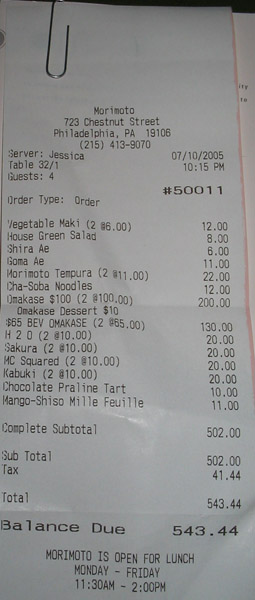 Morimoto
723 Chestnut Street
Philadelphia, PA 19106
(215) 413-9070
Server: Jessica 07/10/2005
Table 32/1 10:15 PM
Guests: 4
#50011
Order Type: Order
Vegetable Maki (2 @6.00) 12.00
House Green Salad 8.00
Shira Ae 6.00
Goma Ae 11.00
Morimoto Tempura (2 @11.00) 22.00
Cha-Soba Noodles 12.00
Omakase $100 (2 @100.00) 200.00
Omakase Dessert $10
$65 BEV OMAKASE (2 @65.00) 130.00
H 2 O (2 @10.00) 20.00
Sakura (2 @10.00) 20.00
MC Squared (2 @10.00) 20.00
Kabuki (2 @10.00) 20.00
Chocolate Praline Tart 10.00
Mango-Shiso Mille Feuille 11.00
Complete Subtotal 502.00
Sub Total 502.00
Tax 41.44
Total 543.44
Balance Due 543.44
MORIMOTO IS OPEN FOR LUNCH
MONDAY - FRIDAY
11:30AM - 2:00PM